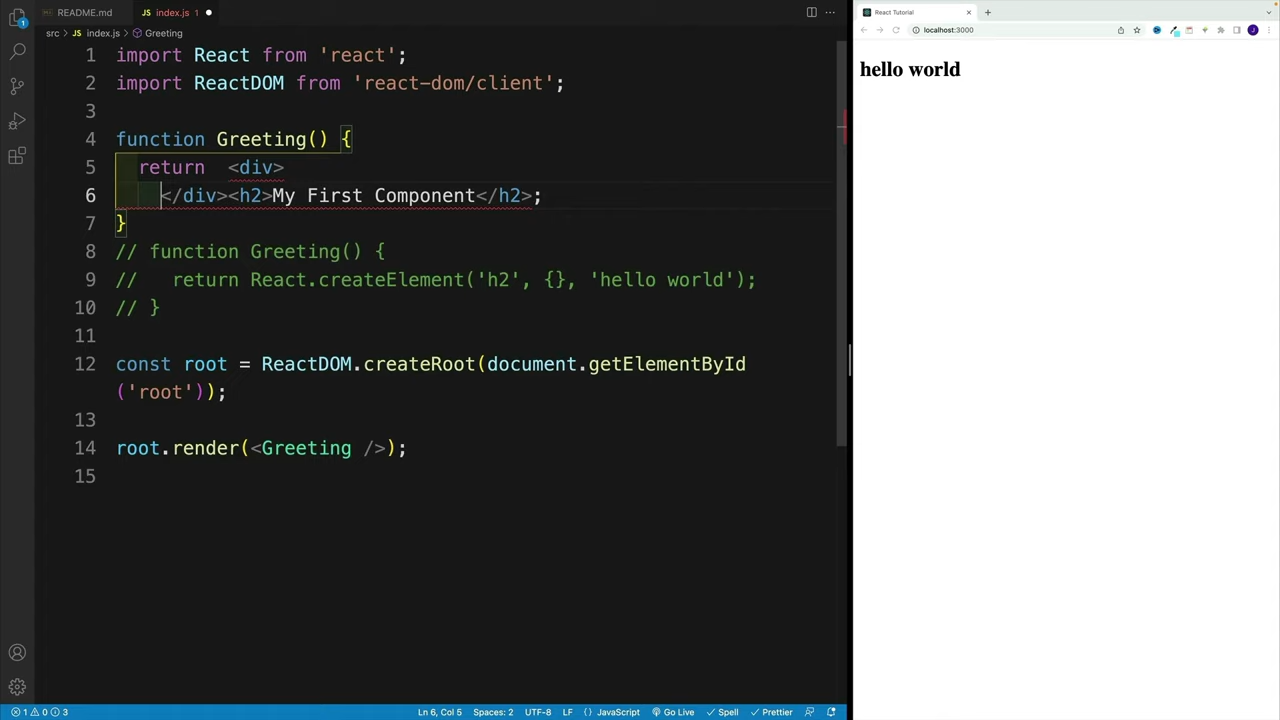 README.md
index.js 1
React Tutorial
src > index.js > Greeting
localhost:3000
hello world
1 import React from 'react';
2 import ReactDOM from 'react-dom/client';
3
4 function Greeting() {
5 return <div>
6 </div><h2>My First Component</h2>;
7 }
8 // function Greeting() {
9 // return React.createElement('h2', {}, 'hello world');
10 // }
11
12 const root = ReactDOM.createRoot(document.getElementById
('root'));
13
14 root.render(<Greeting />);
15
1 0 3
Ln 6, Col 5 Spaces: 2 UTF-8 LF {} JavaScript Go Live Spell Prettier
1
J